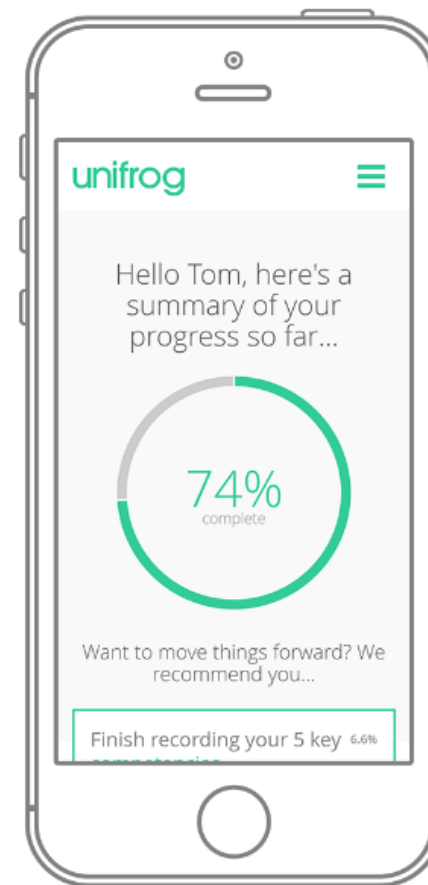 unifrog
Hello Tom, here's a
summary of your
progress so far...
74%
complete
Want to move things forward? We
recommend you...
Finish recording your 5 key 6.6%
competencies